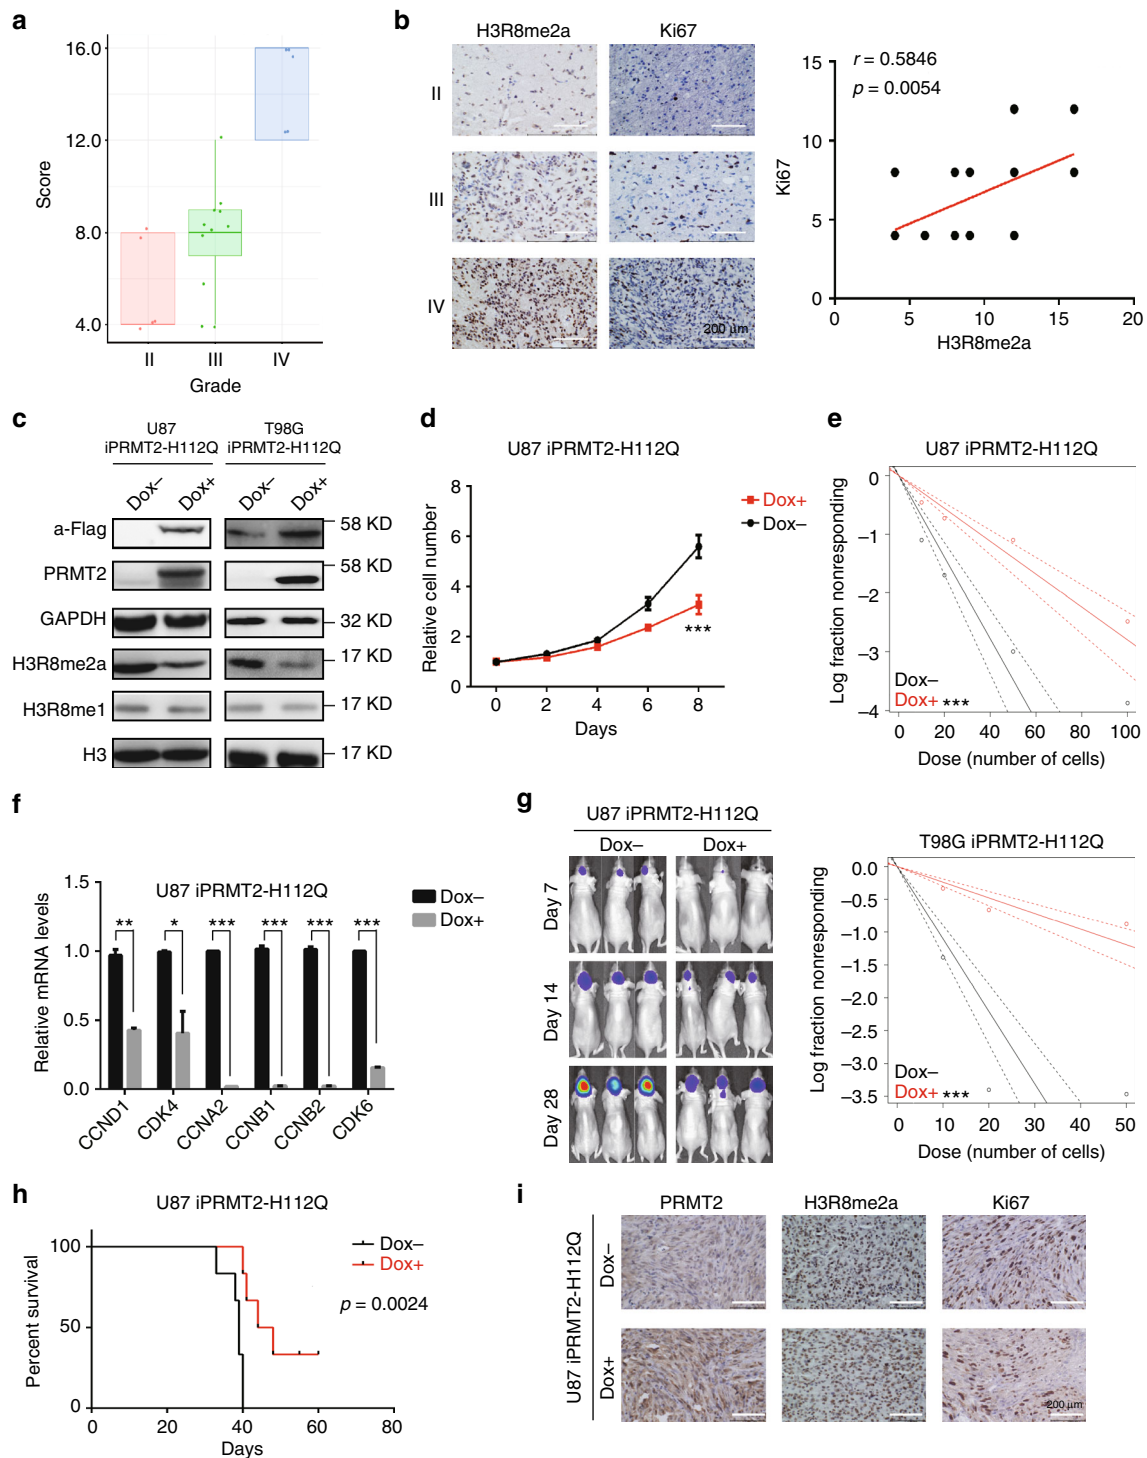 a
16.0
12.0
8.0
4.0
Score
II
III
IV
Grade
b
H3R8me2a
Ki67
II
III
IV
200 μm
r = 0.5846
p = 0.0054
15
10
5
0
Ki67
0
5
10
15
20
H3R8me2a
c
U87
iPRMT2-H112Q
T98G
iPRMT2-H112Q
Dox–
Dox+
Dox–
Dox+
a-Flag
58 KD
PRMT2
58 KD
GAPDH
32 KD
H3R8me2a
17 KD
H3R8me1
17 KD
H3
17 KD
d
U87 iPRMT2-H112Q
8
6
4
2
0
Relative cell number
Dox+
Dox–
***
0
2
4
6
8
Days
e
U87 iPRMT2-H112Q
0
–1
–2
–3
–4
Log fraction nonresponding
Dox–
Dox+ ***
0
20
40
60
80
100
Dose (number of cells)
T98G iPRMT2-H112Q
0.0
–0.5
–1.0
–1.5
–2.0
–2.5
–3.0
–3.5
Log fraction nonresponding
Dox–
Dox+ ***
0
10
20
30
40
50
Dose (number of cells)
f
U87 iPRMT2-H112Q
1.5
1.0
0.5
0.0
Relative mRNA levels
Dox–
Dox+
**
*
***
***
***
***
CCND1
CDK4
CCNA2
CCNB1
CCNB2
CDK6
g
U87 iPRMT2-H112Q
Dox–
Dox+
Day 7
Day 14
Day 28
h
U87 iPRMT2-H112Q
100
50
0
Percent survival
Dox–
Dox+
p = 0.0024
0
20
40
60
80
Days
i
PRMT2
H3R8me2a
Ki67
U87 iPRMT2-H112Q
Dox–
Dox+
200 μm